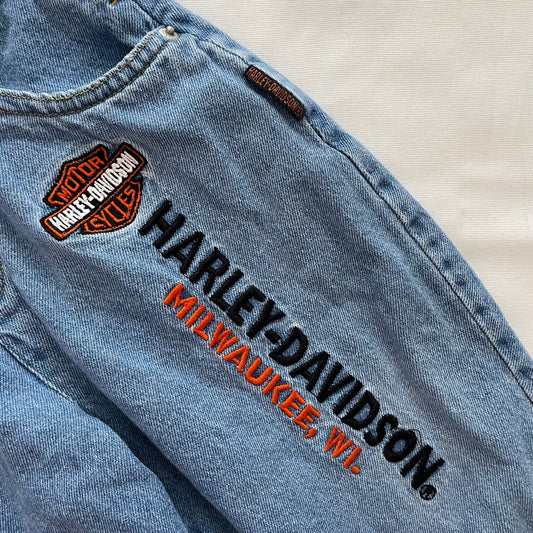 HARLEY-DAVIDSON®
MOTOR
HARLEY-DAVIDSON
CYCLES
HARLEY-DAVIDSON®
MILWAUKEE, WI.